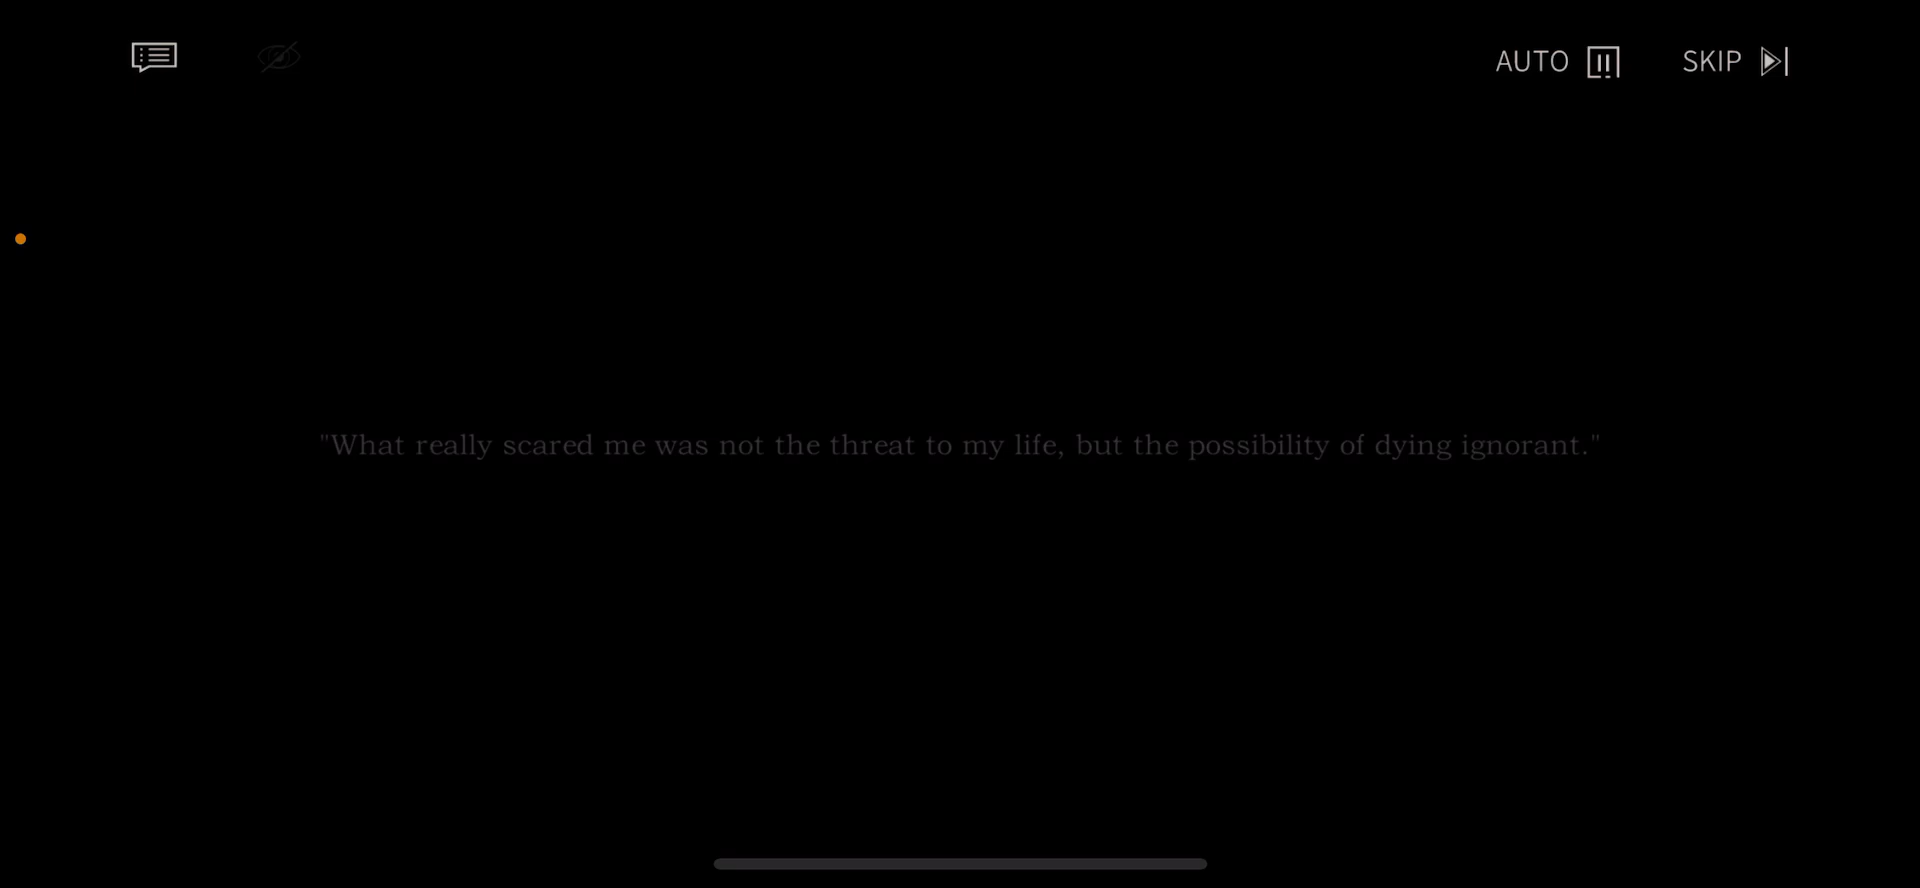 AUTO SKIP
"What really scared me was not the threat to my life, but the possibility of dying ignorant."